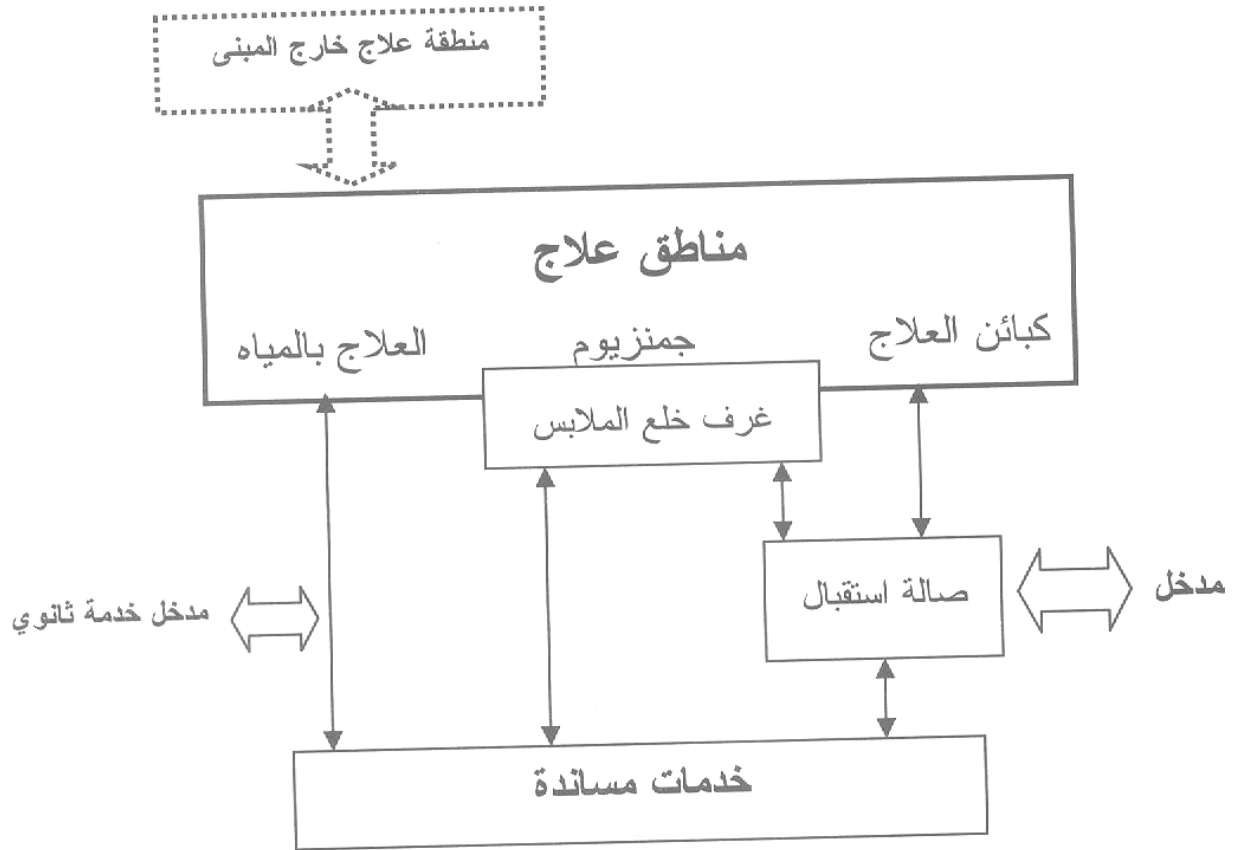 منطقة علاج خارج المبنى
مناطق علاج
كبائن العلاج
جمنزيوم
العلاج بالمياه
غرف خلع الملابس
مدخل
صالة استقبال
مدخل خدمة ثانوي
خدمات مساندة